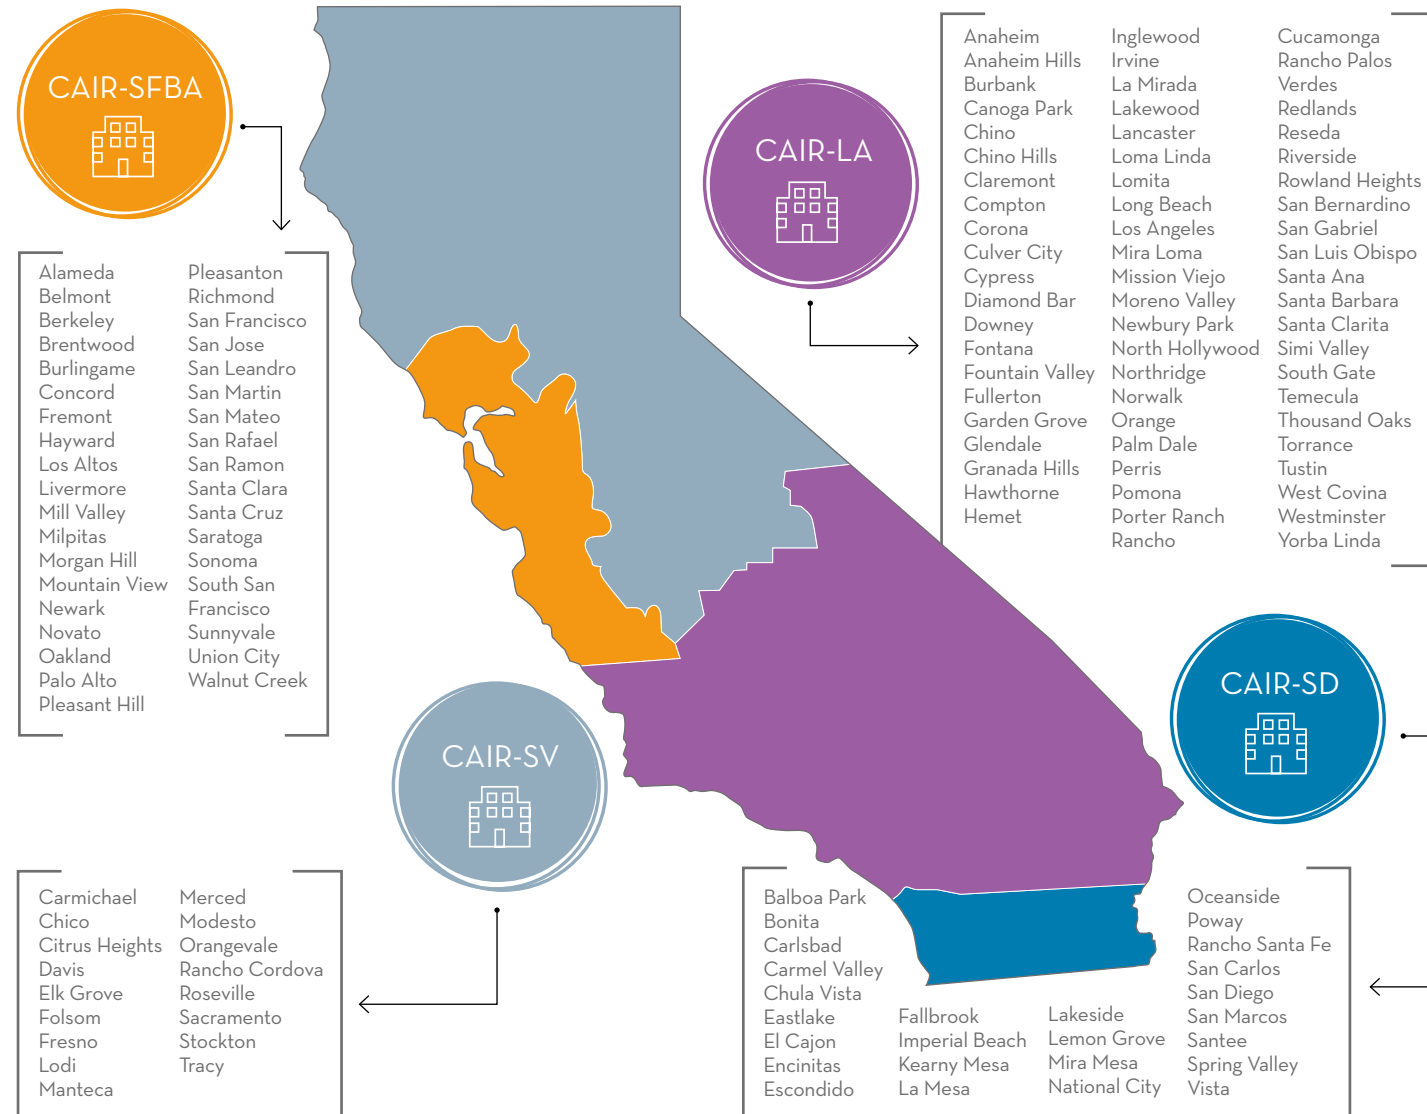 CAIR-SFBA
Alameda
Belmont
Berkeley
Brentwood
Burlingame
Concord
Fremont
Hayward
Los Altos
Livermore
Mill Valley
Milpitas
Morgan Hill
Mountain View
Newark
Novato
Oakland
Palo Alto
Pleasant Hill
Pleasanton
Richmond
San Francisco
San Jose
San Leandro
San Martin
San Mateo
San Rafael
San Ramon
Santa Clara
Santa Cruz
Saratoga
Sonoma
South San
Francisco
Sunnyvale
Union City
Walnut Creek
CAIR-LA
Anaheim
Anaheim Hills
Burbank
Canoga Park
Chino
Chino Hills
Claremont
Compton
Corona
Culver City
Cypress
Diamond Bar
Downey
Fontana
Fountain Valley
Fullerton
Garden Grove
Glendale
Granada Hills
Hawthorne
Hemet
Inglewood
Irvine
La Mirada
Lakewood
Lancaster
Loma Linda
Lomita
Long Beach
Los Angeles
Mira Loma
Mission Viejo
Moreno Valley
Newbury Park
North Hollywood
Northridge
Norwalk
Orange
Palm Dale
Perris
Pomona
Porter Ranch
Rancho
Cucamonga
Rancho Palos
Verdes
Redlands
Reseda
Riverside
Rowland Heights
San Bernardino
San Gabriel
San Luis Obispo
Santa Ana
Santa Barbara
Santa Clarita
Simi Valley
South Gate
Temecula
Thousand Oaks
Torrance
Tustin
West Covina
Westminster
Yorba Linda
CAIR-SV
Carmichael
Chico
Citrus Heights
Davis
Elk Grove
Folsom
Fresno
Lodi
Manteca
Merced
Modesto
Orangevale
Rancho Cordova
Roseville
Sacramento
Stockton
Tracy
CAIR-SD
Balboa Park
Bonita
Carlsbad
Carmel Valley
Chula Vista
Eastlake
El Cajon
Encinitas
Escondido
Fallbrook
Imperial Beach
Kearny Mesa
La Mesa
Lakeside
Lemon Grove
Mira Mesa
National City
Oceanside
Poway
Rancho Santa Fe
San Carlos
San Diego
San Marcos
Santee
Spring Valley
Vista